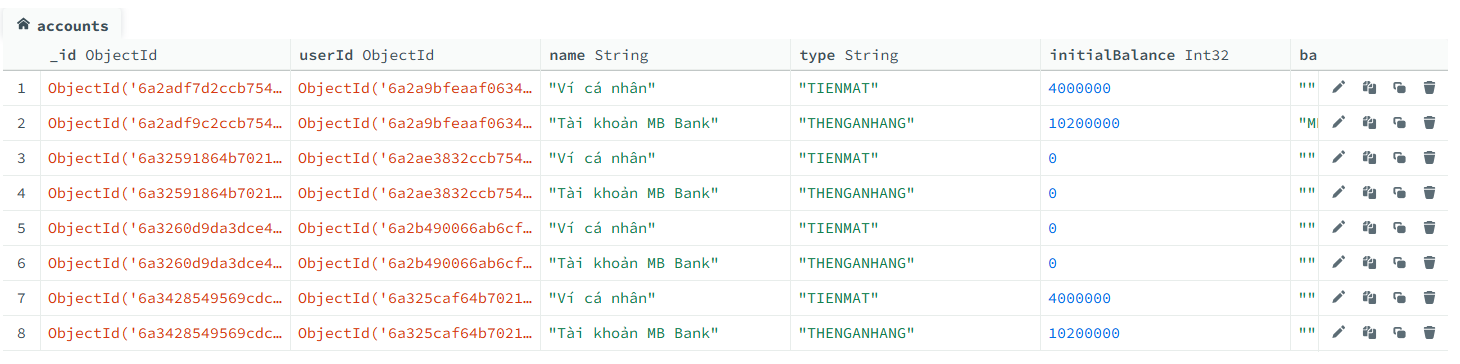 accounts
_id ObjectId userId ObjectId name String type String initialBalance Int32 ba
1 ObjectId('6a2adf7d2ccb754… ObjectId('6a2a9bfeaaf0634… "Ví cá nhân" "TIENMAT" 4000000 ""
2 ObjectId('6a2adf9c2ccb754… ObjectId('6a2a9bfeaaf0634… "Tài khoản MB Bank" "THENGANHANG" 10200000 "M
3 ObjectId('6a32591864b7021… ObjectId('6a2ae3832ccb754… "Ví cá nhân" "TIENMAT" 0 ""
4 ObjectId('6a32591864b7021… ObjectId('6a2ae3832ccb754… "Tài khoản MB Bank" "THENGANHANG" 0 ""
5 ObjectId('6a3260d9da3dce4… ObjectId('6a2b490066ab6cf… "Ví cá nhân" "TIENMAT" 0 ""
6 ObjectId('6a3260d9da3dce4… ObjectId('6a2b490066ab6cf… "Tài khoản MB Bank" "THENGANHANG" 0 ""
7 ObjectId('6a3428549569cdc… ObjectId('6a325caf64b7021… "Ví cá nhân" "TIENMAT" 4000000 ""
8 ObjectId('6a3428549569cdc… ObjectId('6a325caf64b7021… "Tài khoản MB Bank" "THENGANHANG" 10200000 ""